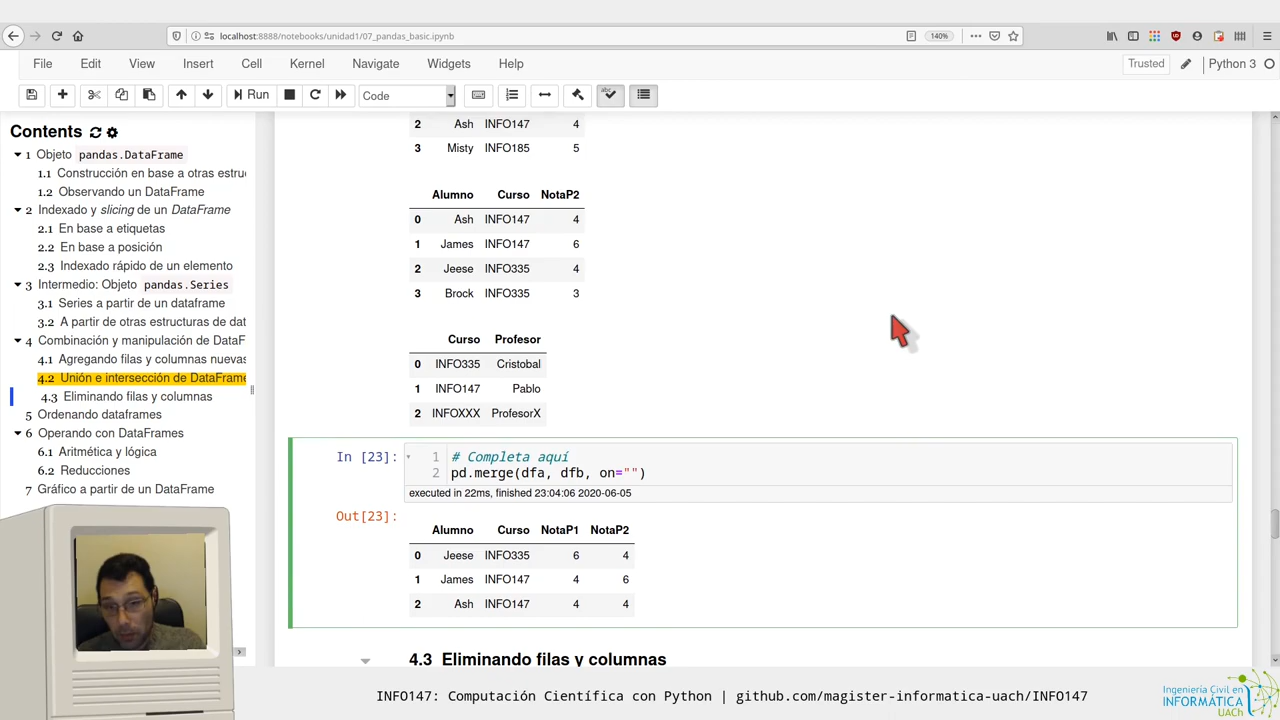 localhost:8888/notebooks/unidad1/07_pandas_basic.ipynb
140%
File Edit View Insert Cell Kernel Navigate Widgets Help
Trusted
Python 3
Run
Code
Contents
1 Objeto pandas.DataFrame
1.1 Construcción en base a otras estru
1.2 Observando un DataFrame
2 Indexado y slicing de un DataFrame
2.1 En base a etiquetas
2.2 En base a posición
2.3 Indexado rápido de un elemento
3 Intermedio: Objeto pandas.Series
3.1 Series a partir de un dataframe
3.2 A partir de otras estructuras de dat
4 Combinación y manipulación de DataF
4.1 Agregando filas y columnas nuevas
4.2 Unión e intersección de DataFrame
4.3 Eliminando filas y columnas
5 Ordenando dataframes
6 Operando con DataFrames
6.1 Aritmética y lógica
6.2 Reducciones
7 Gráfico a partir de un DataFrame
2 Ash INFO147 4
3 Misty INFO185 5
Alumno Curso NotaP2
0 Ash INFO147 4
1 James INFO147 6
2 Jeese INFO335 4
3 Brock INFO335 3
Curso Profesor
0 INFO335 Cristobal
1 INFO147 Pablo
2 INFOXXX ProfesorX
In [23]:
1 # Completa aquí
2 pd.merge(dfa, dfb, on="")
executed in 22ms, finished 23:04:06 2020-06-05
Out[23]:
Alumno Curso NotaP1 NotaP2
0 Jeese INFO335 6 4
1 James INFO147 4 6
2 Ash INFO147 4 4
4.3 Eliminando filas y columnas
INFO147: Computación Científica con Python | github.com/magister-informatica-uach/INFO147
Ingeniería Civil en
INFORMÁTICA
UACh